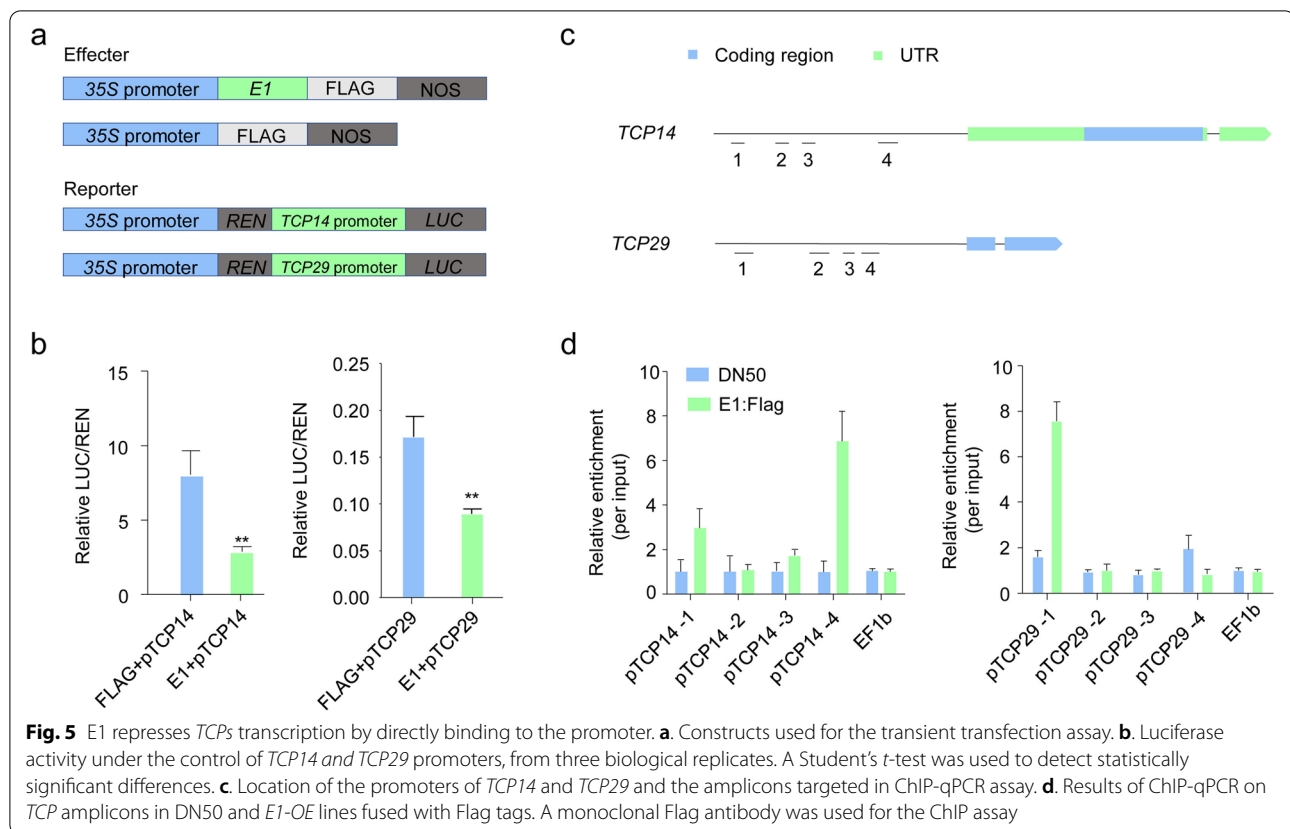 a
Effecter
35S promoter E1 FLAG NOS
35S promoter FLAG NOS
Reporter
35S promoter REN TCP14 promoter LUC
35S promoter REN TCP29 promoter LUC
c
Coding region UTR
TCP14
1 2 3 4
TCP29
1 2 3 4
b
Relative LUC/REN
15
10
5
0
**
FLAG+pTCP14
E1+pTCP14
Relative LUC/REN
0.25
0.20
0.15
0.10
0.05
0.00
**
FLAG+pTCP29
E1+pTCP29
d
Relative entichment
(per input)
10
8
6
4
2
0
DN50
E1:Flag
pTCP14 -1
pTCP14 -2
pTCP14 -3
pTCP14 -4
EF1b
Relative entichment
(per input)
10
8
6
4
2
0
pTCP29 -1
pTCP29 -2
pTCP29 -3
pTCP29 -4
EF1b
Fig. 5 E1 represses TCPs transcription by directly binding to the promoter. a. Constructs used for the transient transfection assay. b. Luciferase
activity under the control of TCP14 and TCP29 promoters, from three biological replicates. A Student's t-test was used to detect statistically
significant differences. c. Location of the promoters of TCP14 and TCP29 and the amplicons targeted in ChIP-qPCR assay. d. Results of ChIP-qPCR on
TCP amplicons in DN50 and E1-OE lines fused with Flag tags. A monoclonal Flag antibody was used for the ChIP assay